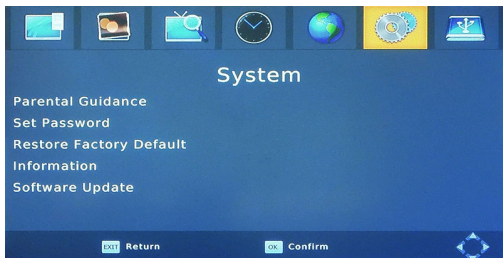 System
Parental Guidance
Set Password
Restore Factory Default
Information
Software Update
EXIT Return
OK Confirm